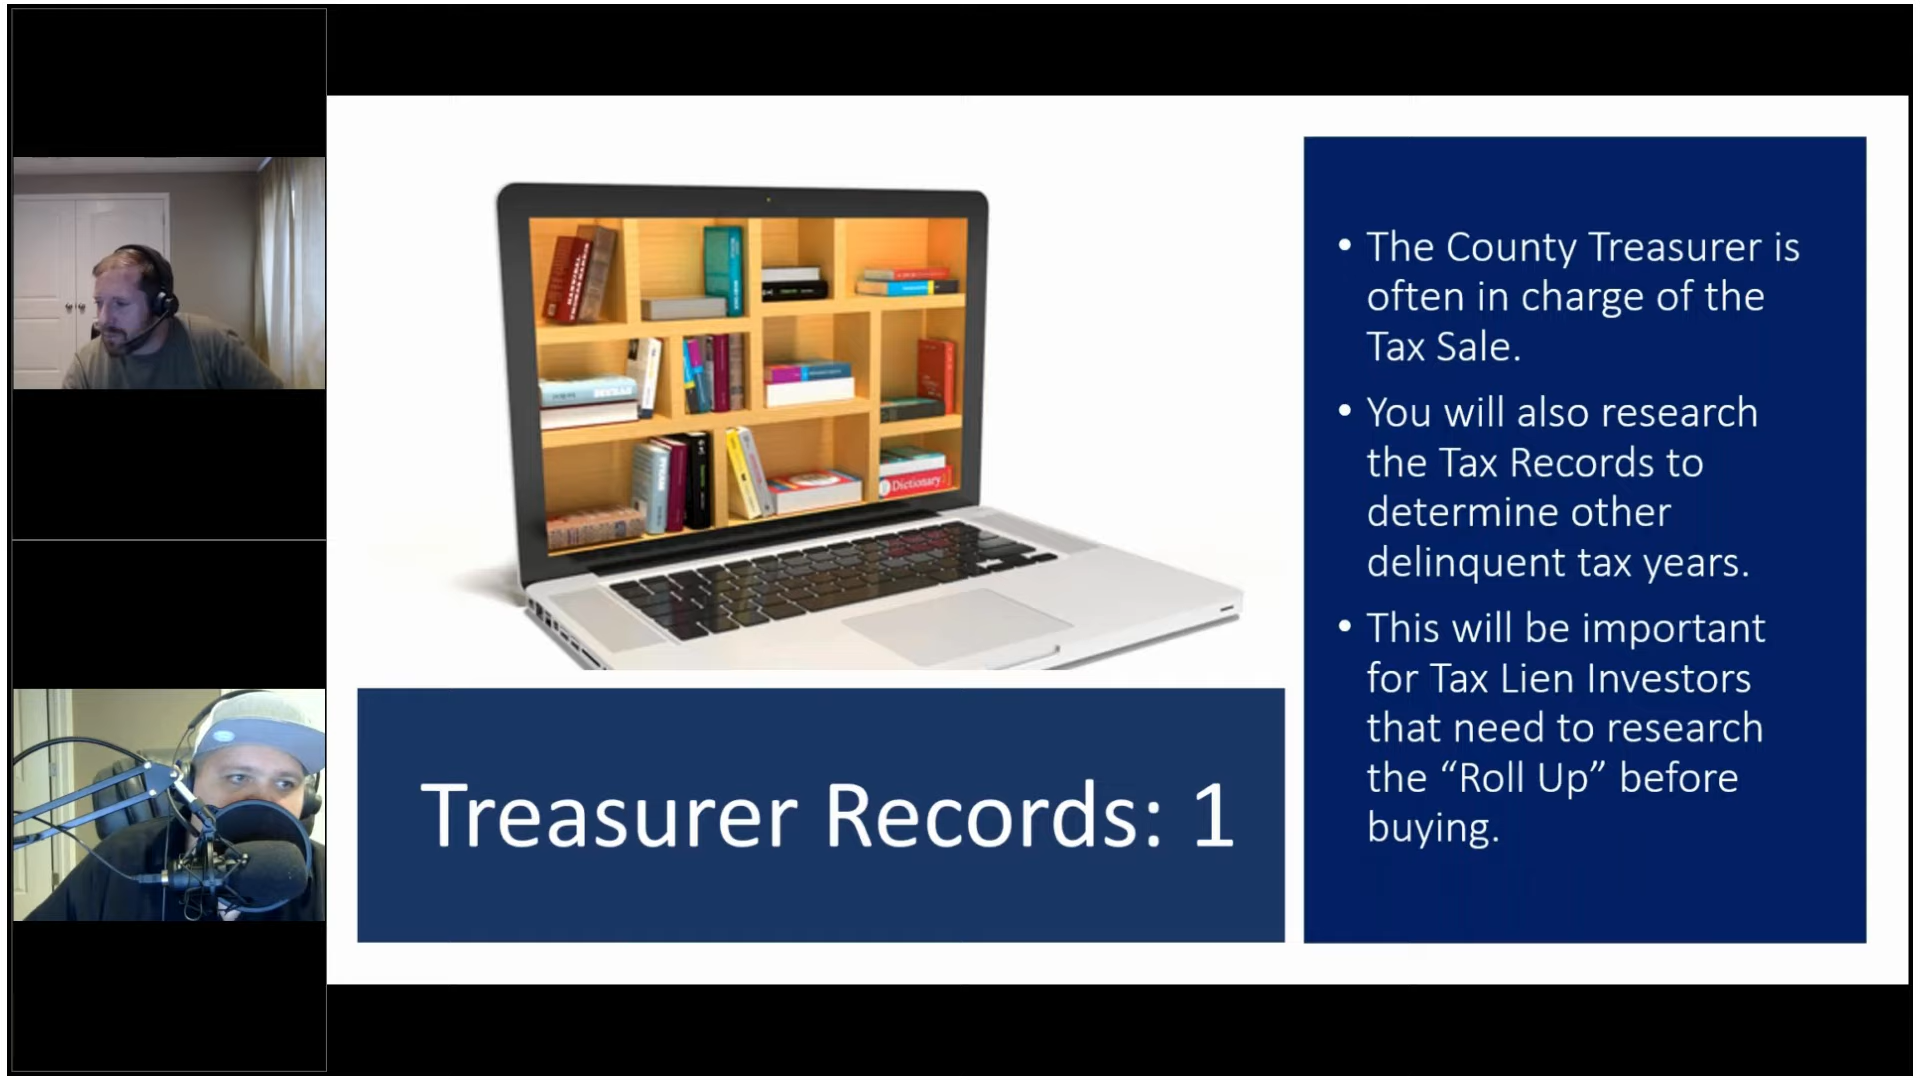 Dictionary
Treasurer Records: 1
• The County Treasurer is
often in charge of the
Tax Sale.
• You will also research
the Tax Records to
determine other
delinquent tax years.
• This will be important
for Tax Lien Investors
that need to research
the “Roll Up” before
buying.